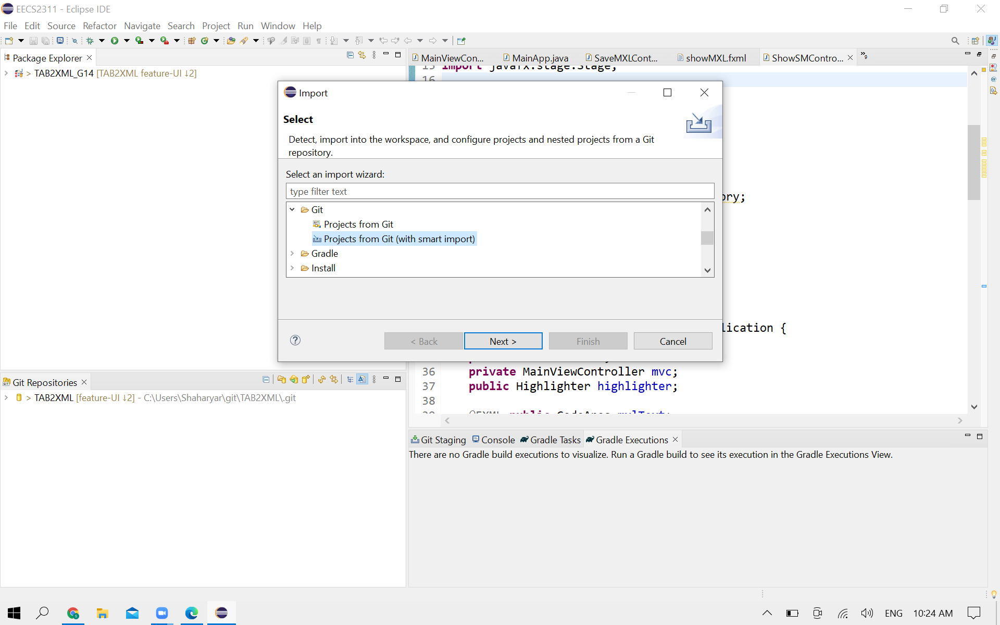 EECS2311 - Eclipse IDE
File Edit Source Refactor Navigate Search Project Run Window Help
Package Explorer
> TAB2XML_G14 [TAB2XML feature-UI ↓2]
MainViewCon... MainApp.java SaveMXLCont... showMXL.fxml ShowSMContro... »9
15 import javafx.stage.Stage;
16
Import
Select
Detect, import into the workspace, and configure projects and nested projects from a Git
repository.
Select an import wizard:
type filter text
Git
Projects from Git
Projects from Git (with smart import)
Gradle
Install
< Back Next > Finish Cancel
ory;
lication {
36 private MainViewController mvc;
37 public Highlighter highlighter;
38
39 @FXML public CodeArea mxlText;
Git Repositories
> TAB2XML [feature-UI ↓2] - C:\Users\Shaharyar\git\TAB2XML\.git
Git Staging Console Gradle Tasks Gradle Executions
There are no Gradle build executions to visualize. Run a Gradle build to see its execution in the Gradle Executions View.
ENG 10:24 AM